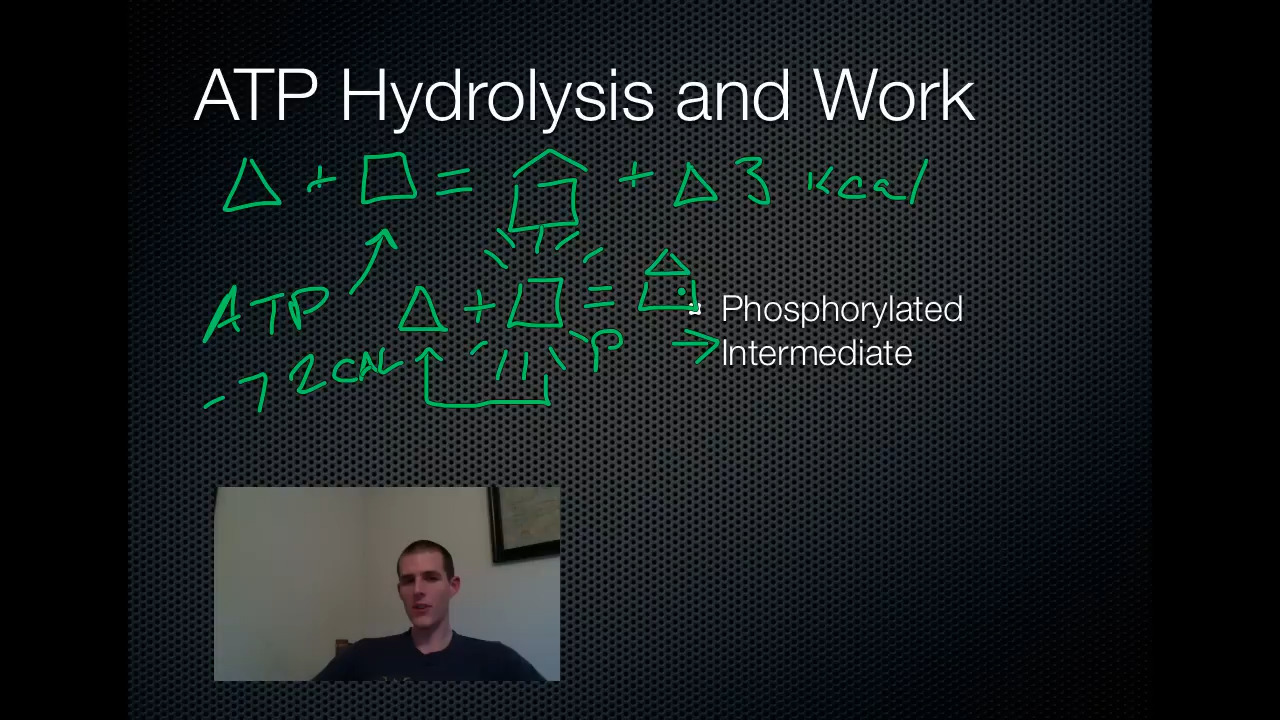 ATP Hydrolysis and Work
+ = + Δ 3 kcal
ATP
+ = 
Phosphorylated
P
Intermediate
-7 2 CAL